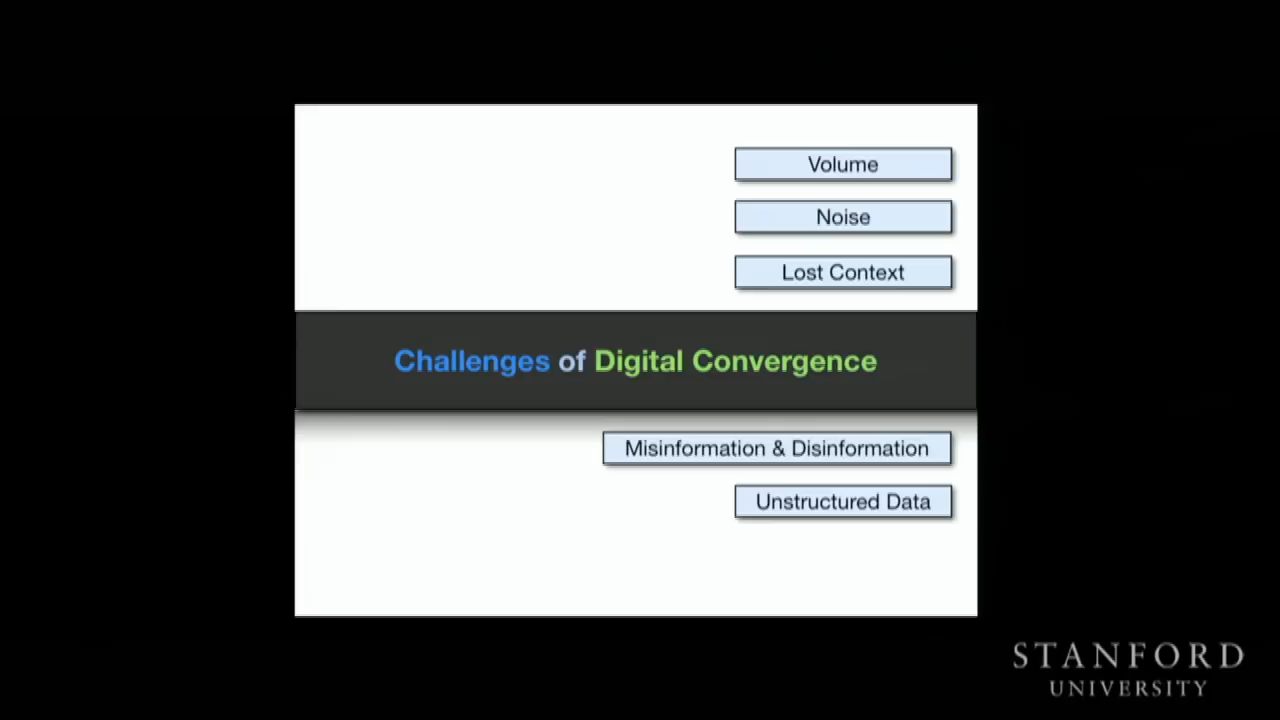 Volume
Noise
Lost Context
Challenges of Digital Convergence
Misinformation & Disinformation
Unstructured Data
STANFORD
UNIVERSITY